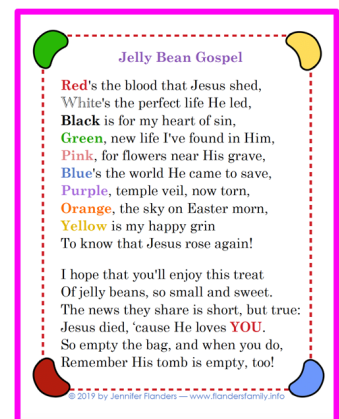 Jelly Bean Gospel
Red's the blood that Jesus shed,
White's the perfect life He led,
Black is for my heart of sin,
Green, new life I've found in Him,
Pink, for flowers near His grave,
Blue's the world He came to save,
Purple, temple veil, now torn,
Orange, the sky on Easter morn,
Yellow is my happy grin
To know that Jesus rose again!
I hope that you'll enjoy this treat
Of jelly beans, so small and sweet.
The news they share is short, but true:
Jesus died, ‘cause He loves YOU.
So empty the bag, and when you do,
Remember His tomb is empty, too!
© 2019 by Jennifer Flanders — www.flandersfamily.info